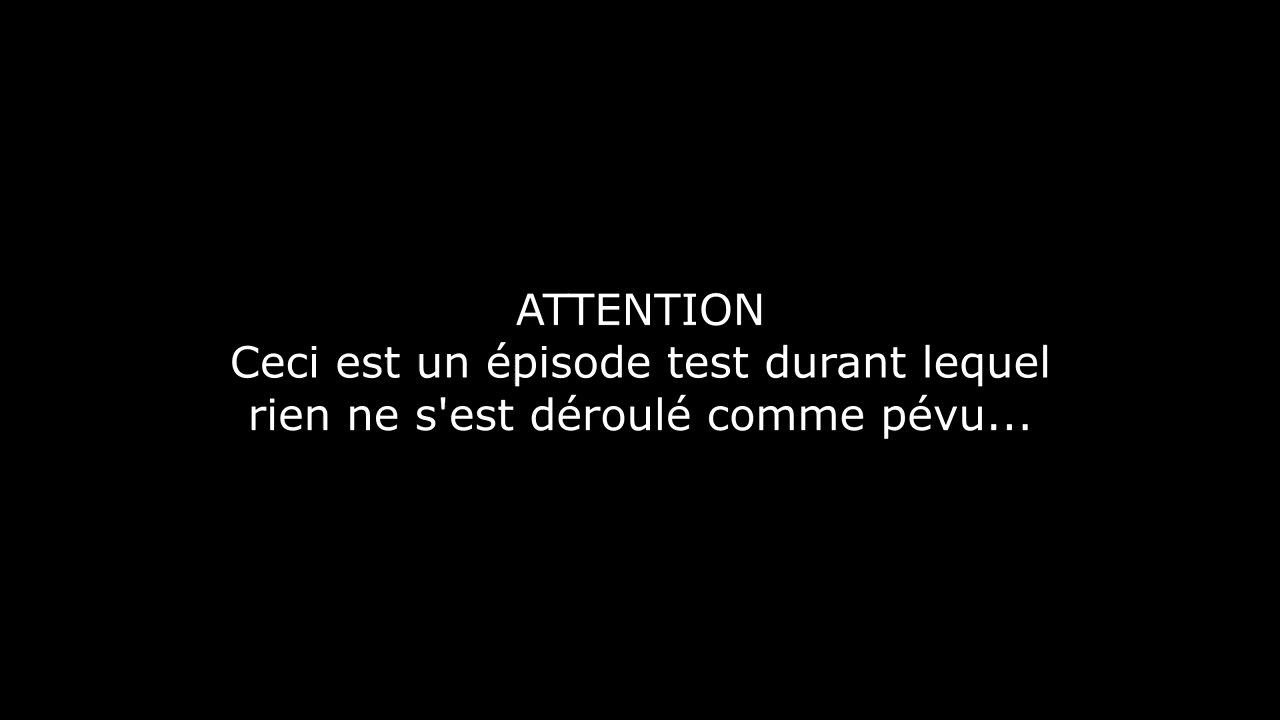 ATTENTION
Ceci est un épisode test durant lequel
rien ne s'est déroulé comme pévu...